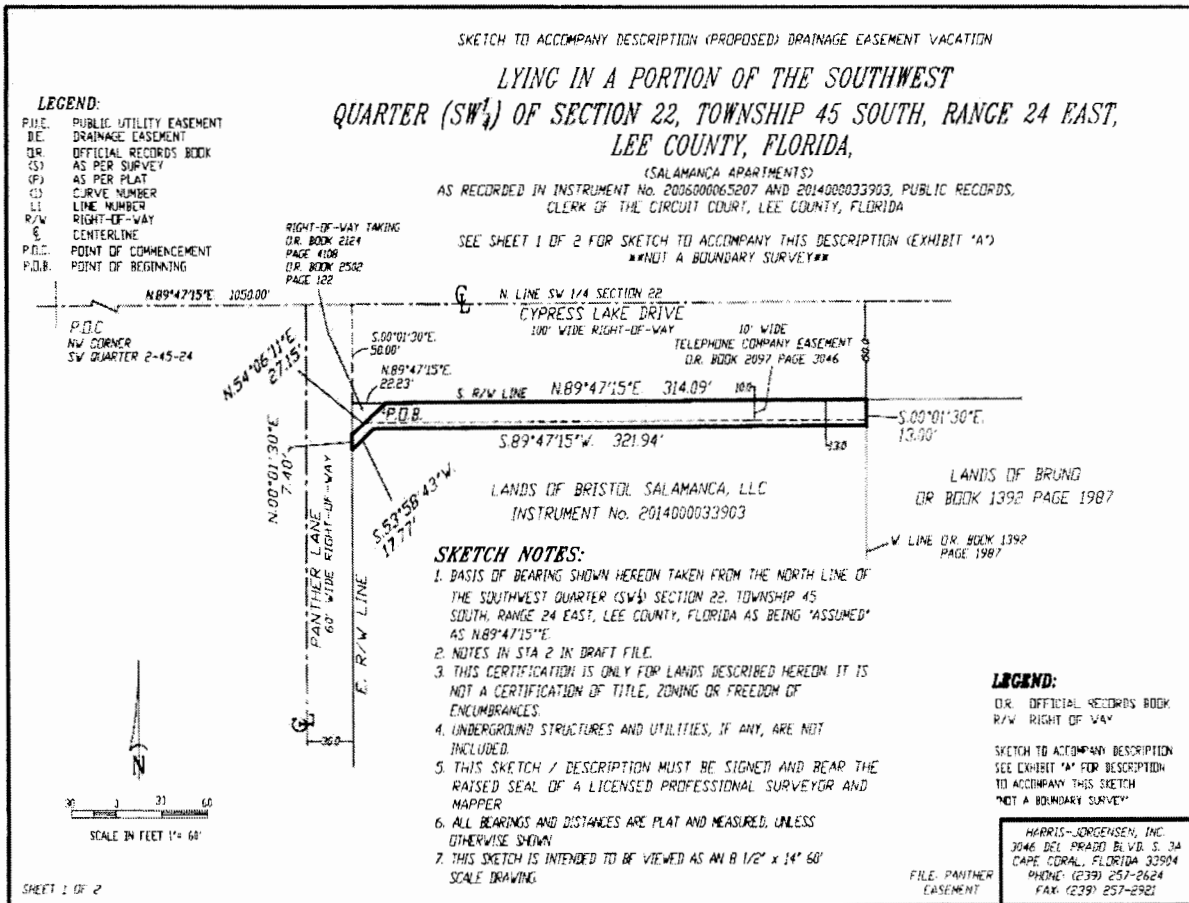 SKETCH TO ACCOMPANY DESCRIPTION (PROPOSED) DRAINAGE EASEMENT VACATION
LYING IN A PORTION OF THE SOUTHWEST
QUARTER (SW¼) OF SECTION 22, TOWNSHIP 45 SOUTH, RANGE 24 EAST,
LEE COUNTY, FLORIDA,
(SALAMANCA APARTMENTS)
AS RECORDED IN INSTRUMENT No. 2006000065207 AND 2014000033903, PUBLIC RECORDS,
CLERK OF THE CIRCUIT COURT, LEE COUNTY, FLORIDA
SEE SHEET 1 OF 2 FOR SKETCH TO ACCOMPANY THIS DESCRIPTION (EXHIBIT "A")
**NOT A BOUNDARY SURVEY**
LEGEND:
P.U.E. PUBLIC UTILITY EASEMENT
D.E. DRAINAGE EASEMENT
O.R. OFFICIAL RECORDS BOOK
(S) AS PER SURVEY
(P) AS PER PLAT
CURVE NUMBER
L1 LINE NUMBER
R/W RIGHT-OF-WAY
℄ CENTERLINE
P.O.C. POINT OF COMMENCEMENT
P.O.B. POINT OF BEGINNING
RIGHT-OF-WAY TAKING
O.R. BOOK 2124
PAGE 4108
O.R. BOOK 2502
PAGE 122
N.89°47'15"E. 1050.00'
℄
N. LINE SW 1/4 SECTION 22
CYPRESS LAKE DRIVE
100' WIDE RIGHT-OF-WAY
10' WIDE
TELEPHONE COMPANY EASEMENT
O.R. BOOK 2097 PAGE 3046
60.0
P.O.C
NW CORNER
SW QUARTER 2-45-24
S.00°01'30"E.
50.00'
N.54°06'11"E
27.15'
N.89°47'15"E.
22.23'
S. R/W LINE N.89°47'15"E. 314.09'
10.0
P.O.B.
S.89°47'15"W. 321.94'
13.0
S.00°01'30"E.
13.00'
N.00°01'30"E
7.40'
S.53°58'43"W.
17.77'
LANDS OF BRISTOL SALAMANCA, LLC
INSTRUMENT No. 2014000033903
LANDS OF BRUNO
OR BOOK 1392 PAGE 1987
W LINE O.R. BOOK 1392
PAGE 1987
PANTHER LANE
60' WIDE RIGHT-OF-WAY
E. R/W LINE
℄
30.0
SKETCH NOTES:
1. BASIS OF BEARING SHOWN HEREON TAKEN FROM THE NORTH LINE OF
THE SOUTHWEST QUARTER (SW¼) SECTION 22, TOWNSHIP 45
SOUTH, RANGE 24 EAST, LEE COUNTY, FLORIDA AS BEING "ASSUMED"
AS N.89°47'15"E.
2. NOTES IN STA 2 IN DRAFT FILE.
3. THIS CERTIFICATION IS ONLY FOR LANDS DESCRIBED HEREON. IT IS
NOT A CERTIFICATION OF TITLE, ZONING OR FREEDOM OF
ENCUMBRANCES.
4. UNDERGROUND STRUCTURES AND UTILITIES, IF ANY, ARE NOT
INCLUDED.
5. THIS SKETCH / DESCRIPTION MUST BE SIGNED AND BEAR THE
RAISED SEAL OF A LICENSED PROFESSIONAL SURVEYOR AND
MAPPER
6. ALL BEARINGS AND DISTANCES ARE PLAT AND MEASURED, UNLESS
OTHERWISE SHOWN
7. THIS SKETCH IS INTENDED TO BE VIEWED AS AN 8 1/2" x 14" 60'
SCALE DRAWING.
N
30 0 30 60
SCALE IN FEET 1"= 60'
LEGEND:
O.R. OFFICIAL RECORDS BOOK
R/W RIGHT OF WAY
SKETCH TO ACCOMPANY DESCRIPTION
SEE EXHIBIT "A" FOR DESCRIPTION
TO ACCOMPANY THIS SKETCH
"NOT A BOUNDARY SURVEY"
HARRIS-JORGENSEN, INC.
3046 DEL PRADO BLVD. S. 3A
CAPE CORAL, FLORIDA 33904
PHONE: (239) 257-2624
FAX: (239) 257-2921
FILE: PANTHER
EASEMENT
SHEET 1 OF 2